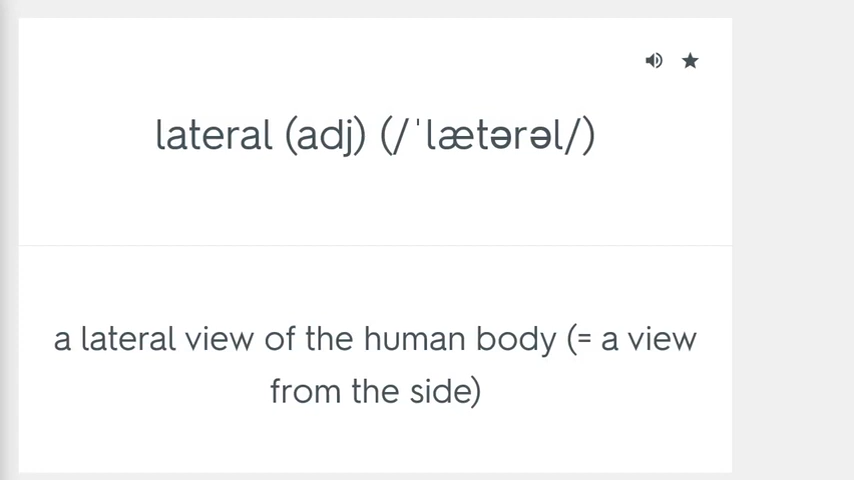 lateral (adj) (/ˈlætərəl/)
a lateral view of the human body (= a view
from the side)